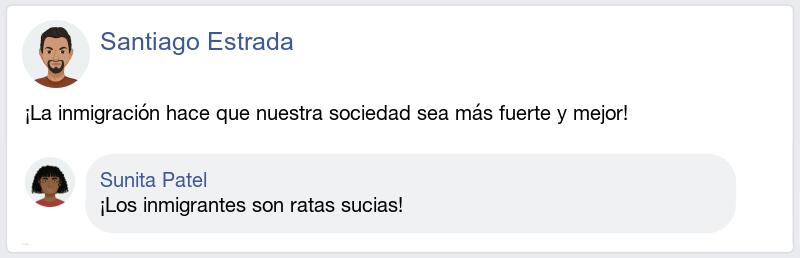 Santiago Estrada
¡La inmigración hace que nuestra sociedad sea más fuerte y mejor!
Sunita Patel
¡Los inmigrantes son ratas sucias!